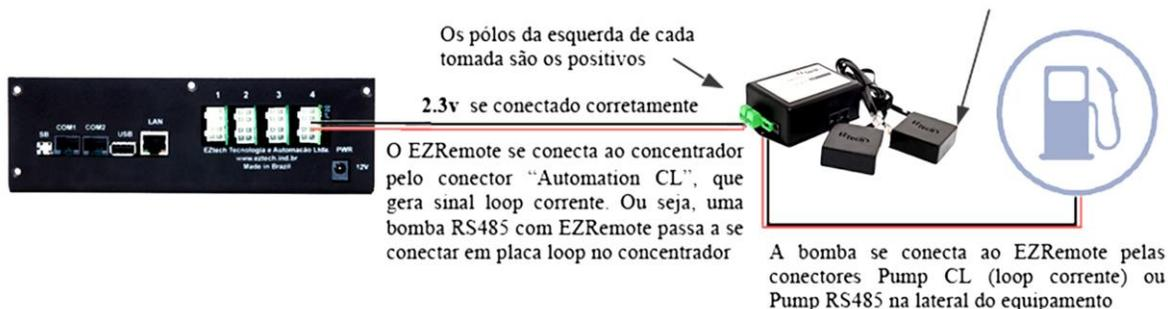 Os pólos da esquerda de cada
tomada são os positivos
2.3v se conectado corretamente
1 2 3 4
LAN
SB COM1 COM2 USB
EZtech Tecnologia e Automação Ltda.
www.eztech.ind.br
Made in Brazil
PWR
12V
O EZRemote se conecta ao concentrador
pelo conector “Automation CL”, que
gera sinal loop corrente. Ou seja, uma
bomba RS485 com EZRemote passa a se
conectar em placa loop no concentrador
A bomba se conecta ao EZRemote pelas
conectores Pump CL (loop corrente) ou
Pump RS485 na lateral do equipamento